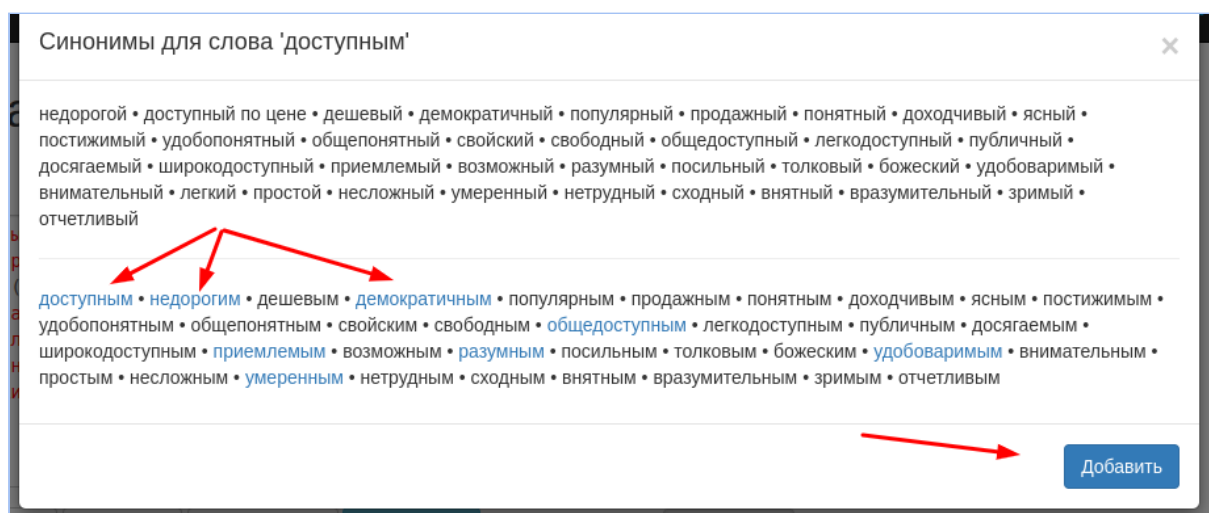 Синонимы для слова 'доступным'
×
недорогой • доступный по цене • дешевый • демократичный • популярный • продажный • понятный • доходчивый • ясный •
постижимый • удобопонятный • общепонятный • свойский • свободный • общедоступный • легкодоступный • публичный •
досягаемый • широкодоступный • приемлемый • возможный • разумный • посильный • толковый • божеский • удобоваримый •
внимательный • легкий • простой • несложный • умеренный • нетрудный • сходный • внятный • вразумительный • зримый •
отчетливый
доступным • недорогим • дешевым • демократичным • популярным • продажным • понятным • доходчивым • ясным • постижимым •
удобопонятным • общепонятным • свойским • свободным • общедоступным • легкодоступным • публичным • досягаемым •
широкодоступным • приемлемым • возможным • разумным • посильным • толковым • божеским • удобоваримым • внимательным •
простым • несложным • умеренным • нетрудным • сходным • внятным • вразумительным • зримым • отчетливым
Добавить